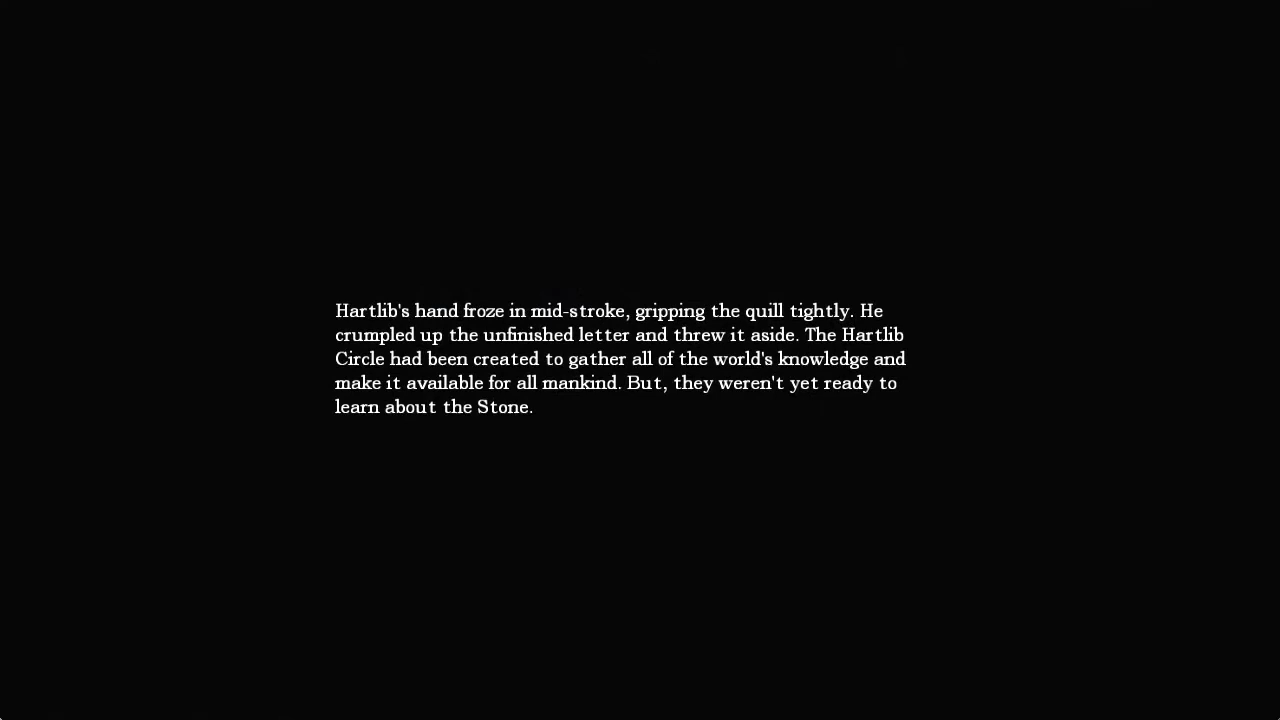 Hartlib's hand froze in mid-stroke, gripping the quill tightly. He
crumpled up the unfinished letter and threw it aside. The Hartlib
Circle had been created to gather all of the world's knowledge and
make it available for all mankind. But, they weren't yet ready to
learn about the Stone.